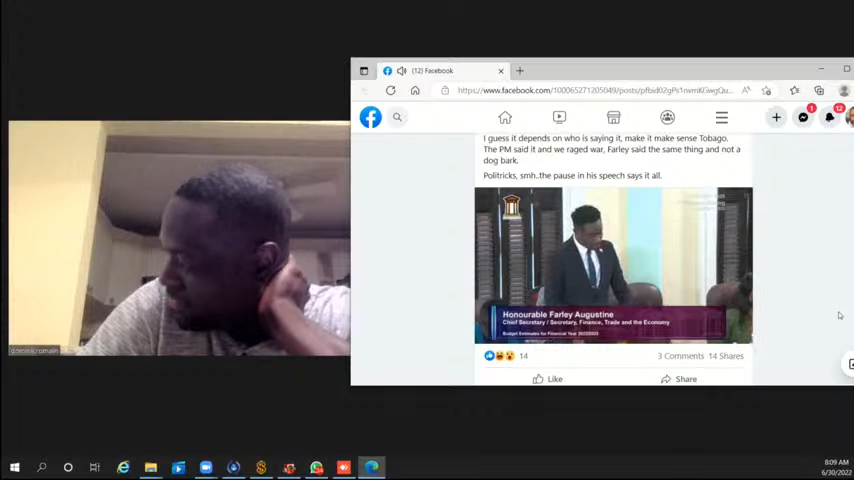 (12) Facebook
https://www.facebook.com/100065271205049/posts/pfbid02gPs1nvmKGwgQu...
1
12
I guess it depends on who is saying it, make it make sense Tobago.
The PM said it and we raged war, Farley said the same thing and not a
dog bark.
Politricks, smh..the pause in his speech says it all.
Honourable Farley Augustine
Chief Secretary / Secretary, Finance, Trade and the Economy
Budget Estimates for Financial Year 2022/2023
14
3 Comments 14 Shares
Like
Share
8:09 AM
6/30/2022